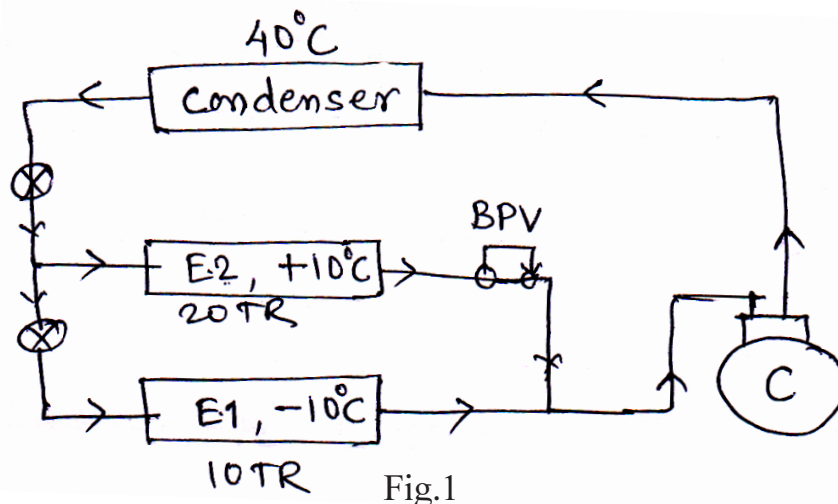 40°C
Condenser
BPV
E.2, +10°C
20TR
E.1, -10°C
10TR
C
Fig.1